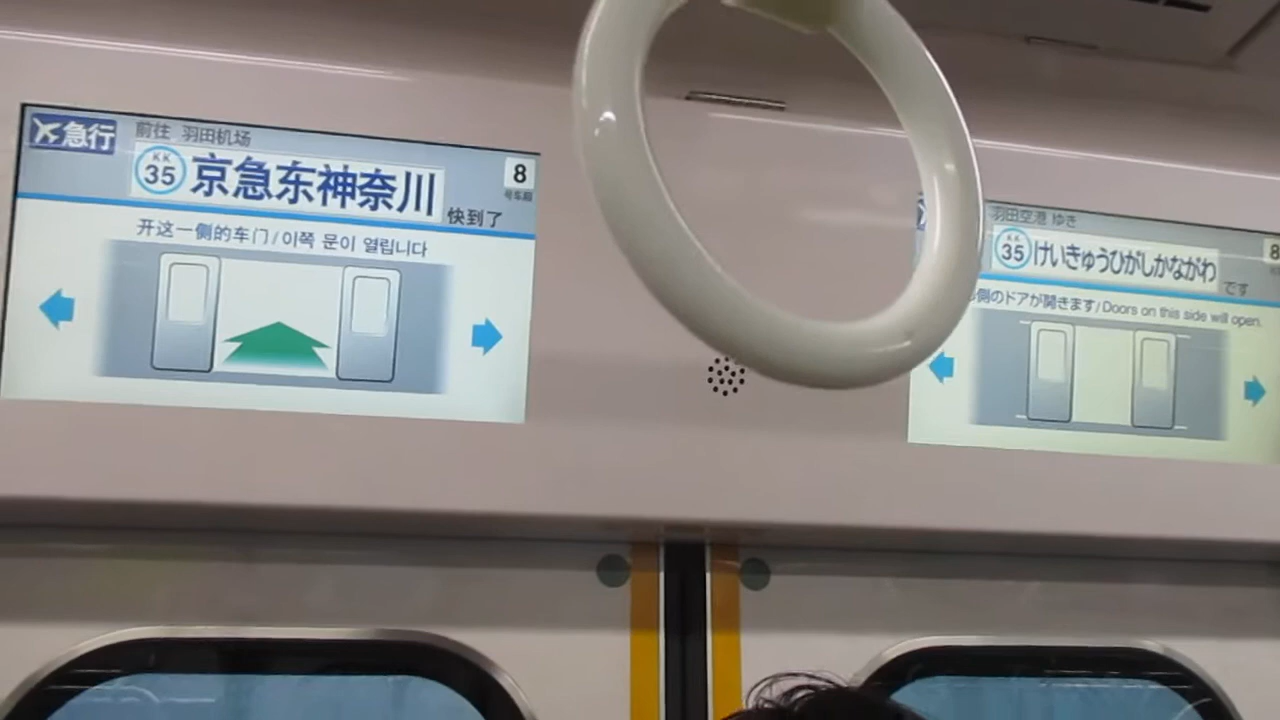 急行 前往 羽田机场
KK
35 京急东神奈川 快到了
8
号车厢
开这一侧的车门/이쪽 문이 열립니다
羽田空港 ゆき
KK
35 けいきゅうひがしかながわ です
8
側のドアが開きます/Doors on this side will open.